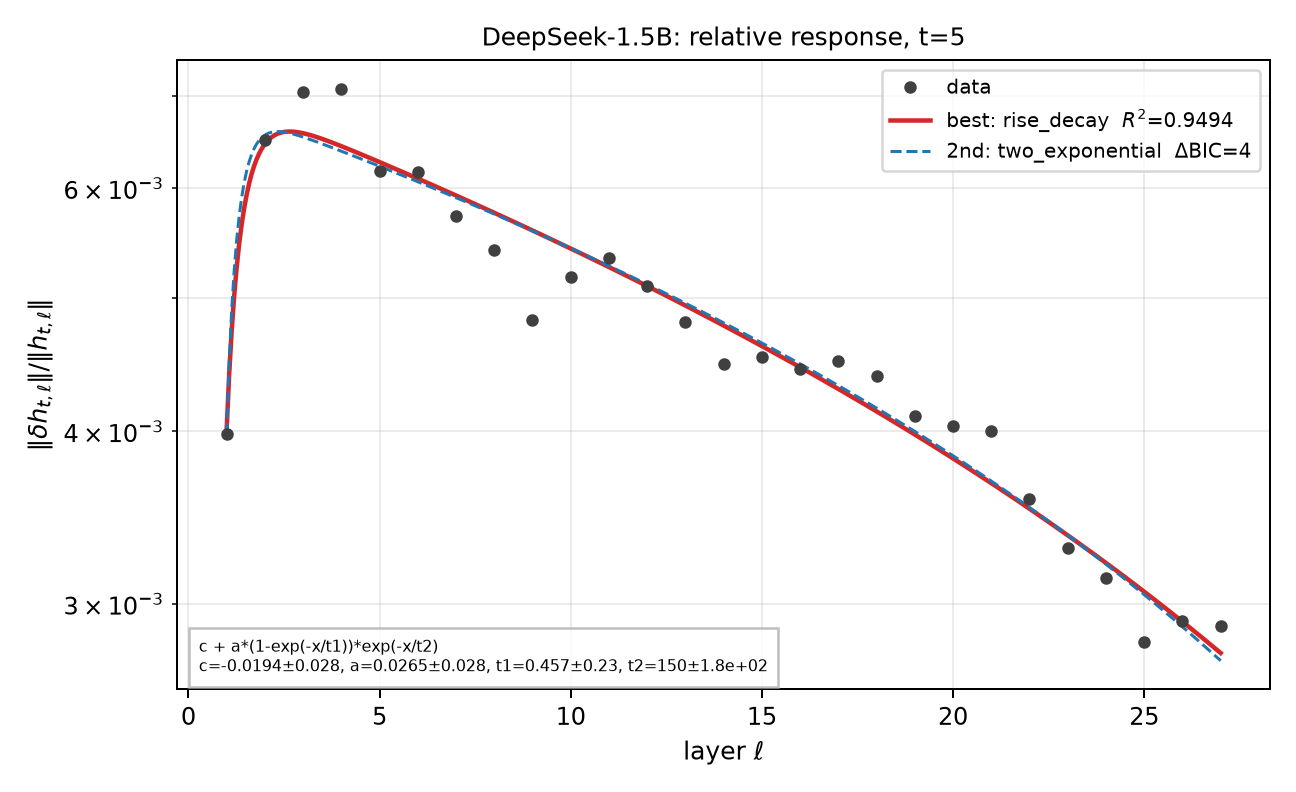 DeepSeek-1.5B: relative response, t=5
data
best: rise_decay R²=0.9494
2nd: two_exponential ΔBIC=4
6 × 10⁻³
4 × 10⁻³
3 × 10⁻³
‖δh_{t,ℓ}‖/‖h_{t,ℓ}‖
c + a*(1-exp(-x/t1))*exp(-x/t2)
c=-0.0194±0.028, a=0.0265±0.028, t1=0.457±0.23, t2=150±1.8e+02
0 5 10 15 20 25
layer ℓ